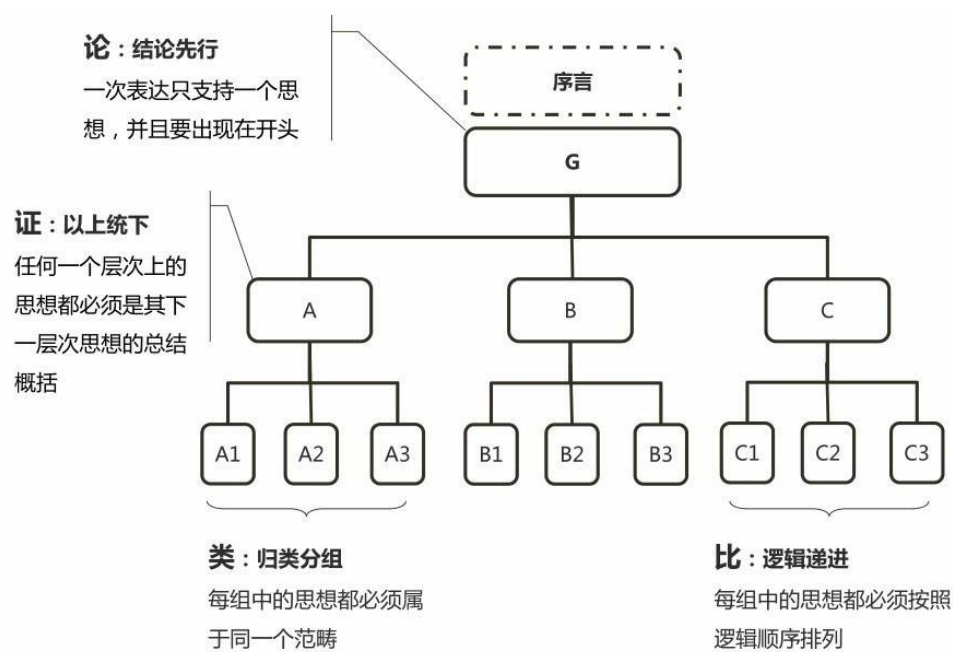 论：结论先行
一次表达只支持一个思
想，并且要出现在开头
序言
G
证：以上统下
任何一个层次上的
思想都必须是其下
一层次思想的总结
概括
A
B
C
A1
A2
A3
B1
B2
B3
C1
C2
C3
类：归类分组
每组中的思想都必须属
于同一个范畴
比：逻辑递进
每组中的思想都必须按照
逻辑顺序排列